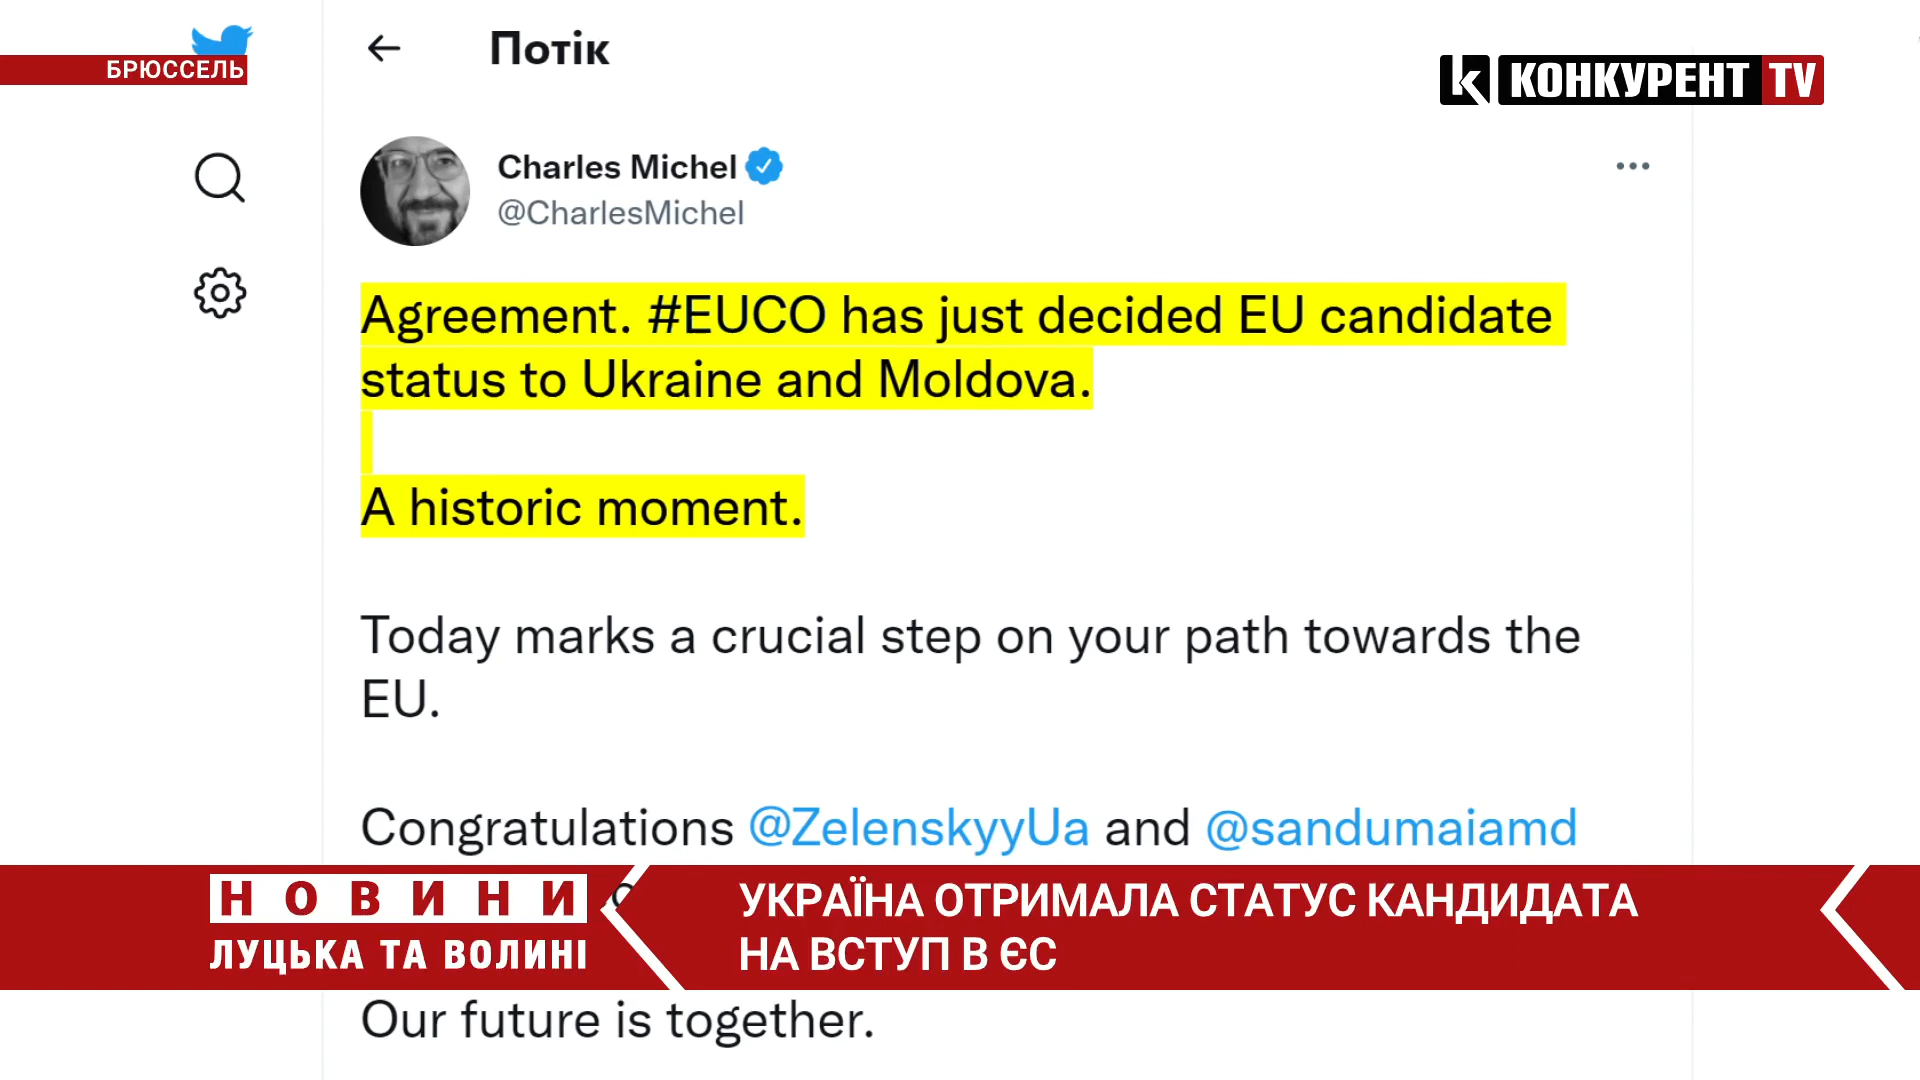 БРЮССЕЛЬ
Потік
КОНКУРЕНТ TV
Charles Michel
@CharlesMichel
Agreement. #EUCO has just decided EU candidate
status to Ukraine and Moldova.
A historic moment.
Today marks a crucial step on your path towards the
EU.
Congratulations @ZelenskyyUa and @sandumaiamd
НОВИНИ
ЛУЦЬКА ТА ВОЛИНІ
УКРАЇНА ОТРИМАЛА СТАТУС КАНДИДАТА
НА ВСТУП В ЄС
Our future is together.